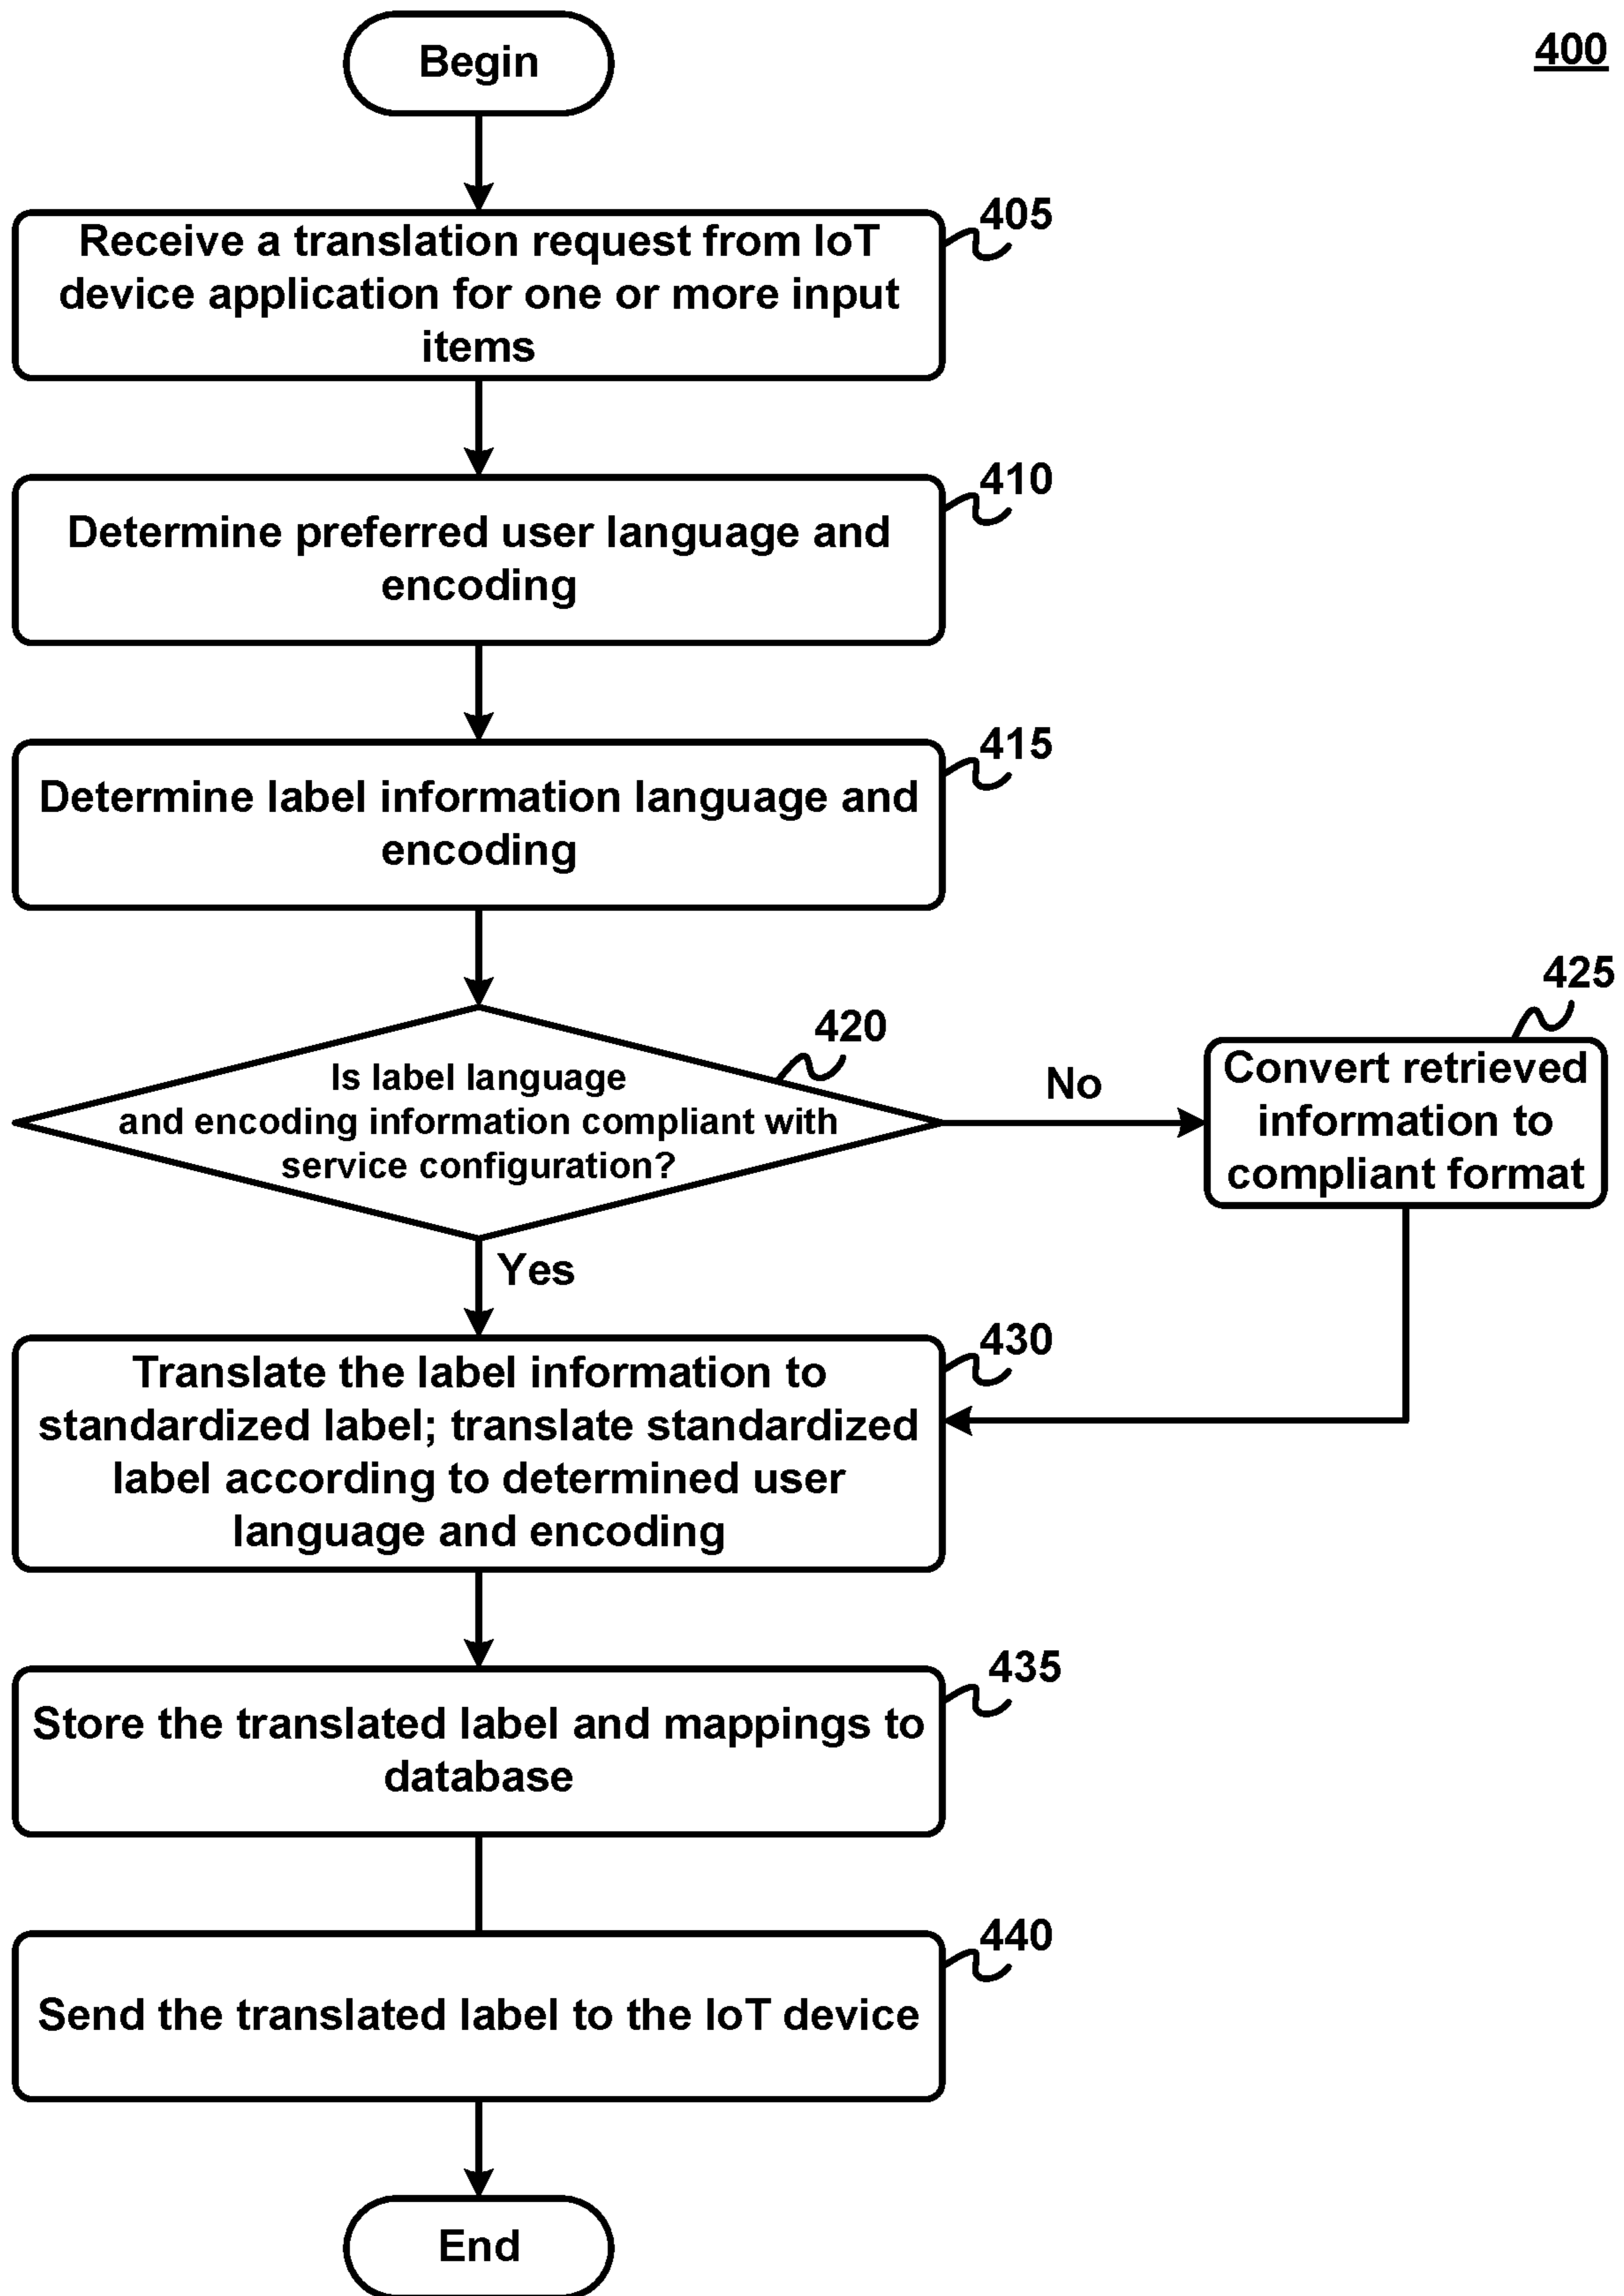 Begin
400
405
Receive a translation request from IoT
device application for one or more input
items
410
Determine preferred user language and
encoding
415
Determine label information language and
encoding
420
Is label language
and encoding information compliant with
service configuration?
No
425
Convert retrieved
information to
compliant format
Yes
430
Translate the label information to
standardized label; translate standardized
label according to determined user
language and encoding
435
Store the translated label and mappings to
database
440
Send the translated label to the IoT device
End